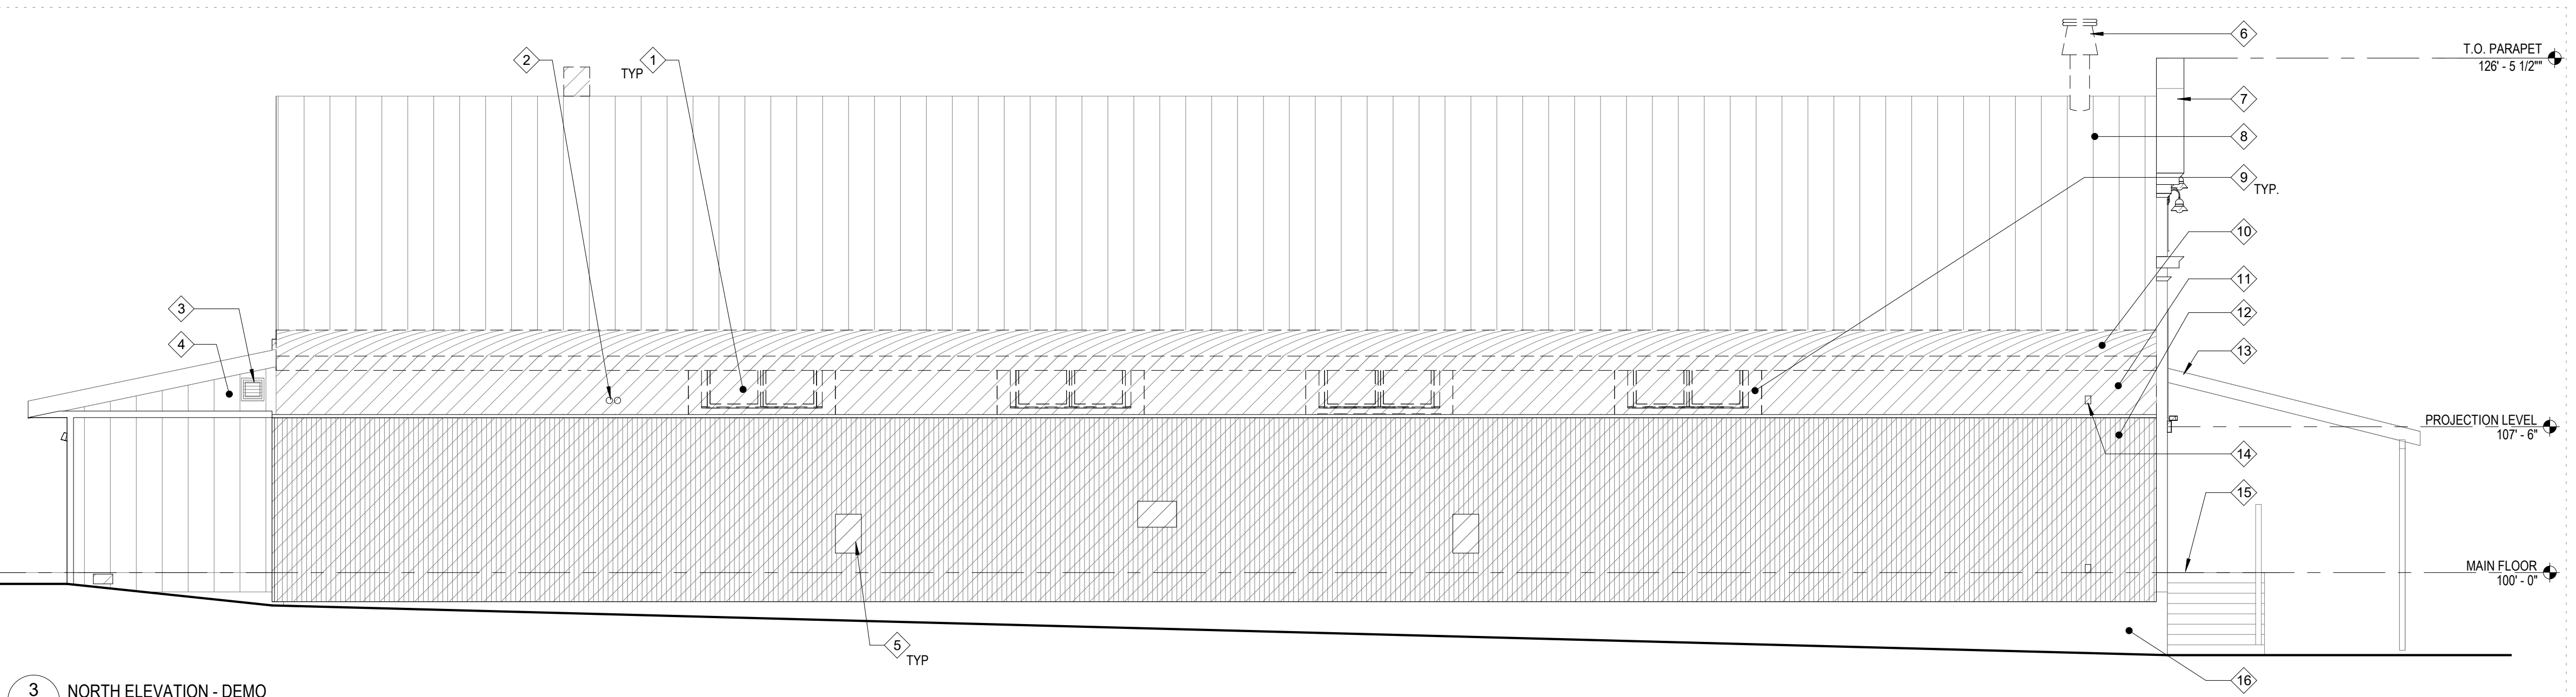 6
T.O. PARAPET
126' - 5 1/2""
2
1
TYP
7
8
9
TYP.
10
11
3
12
4
13
PROJECTION LEVEL
107' - 6"
14
15
MAIN FLOOR
100' - 0"
5
TYP
16
3
NORTH ELEVATION - DEMO